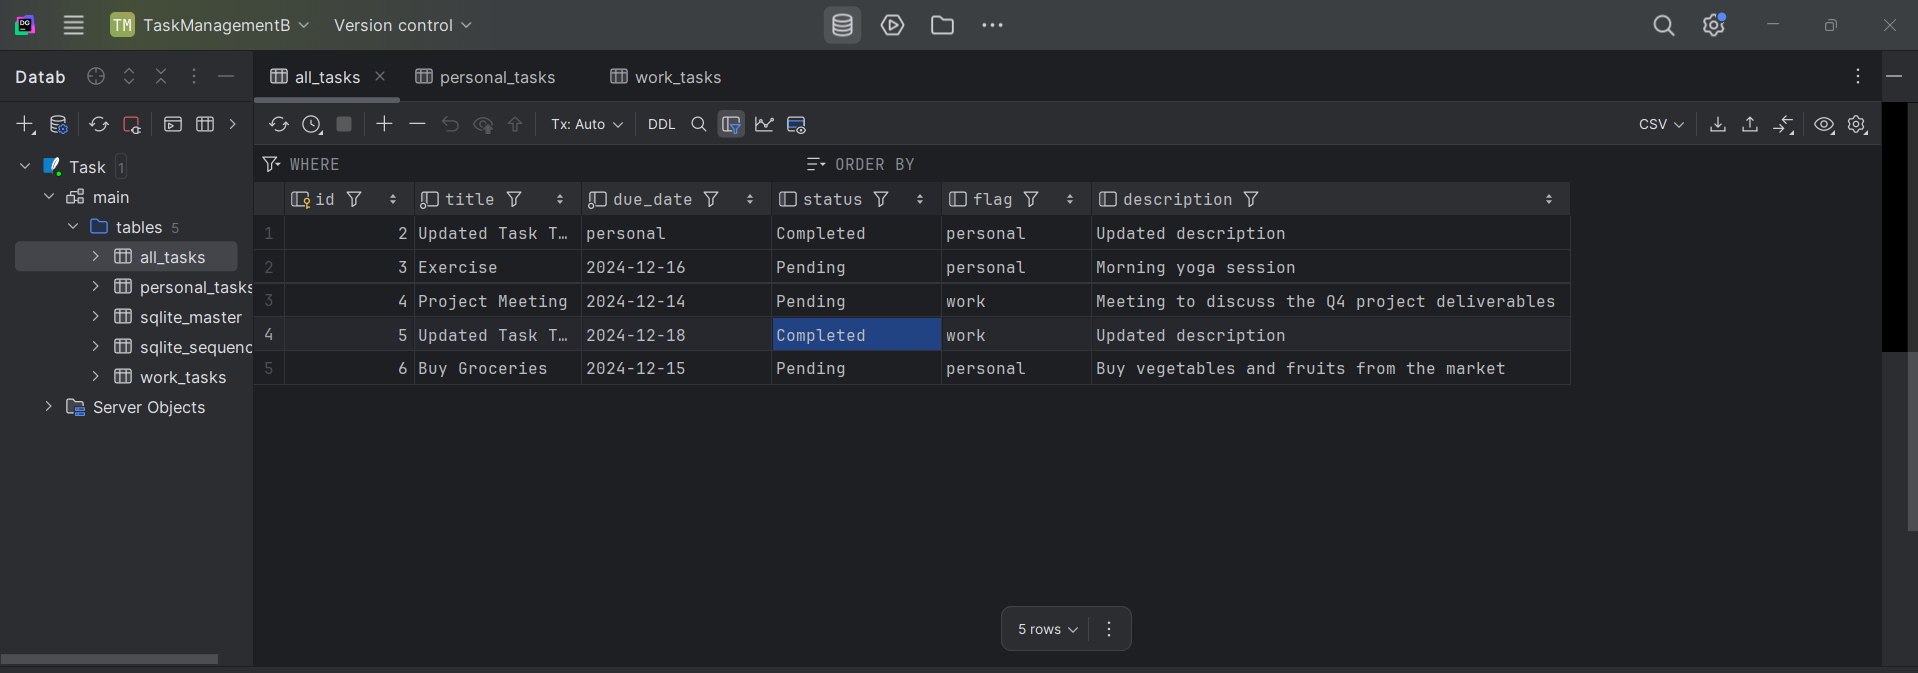 DG TM TaskManagementB Version control
Datab all_tasks personal_tasks work_tasks
Tx: Auto DDL CSV
Task 1
WHERE ORDER BY
main
tables 5
all_tasks
personal_tasks
sqlite_master
sqlite_sequenc
work_tasks
Server Objects
id title due_date status flag description
1 2 Updated Task T… personal Completed personal Updated description
2 3 Exercise 2024-12-16 Pending personal Morning yoga session
3 4 Project Meeting 2024-12-14 Pending work Meeting to discuss the Q4 project deliverables
4 5 Updated Task T… 2024-12-18 Completed work Updated description
5 6 Buy Groceries 2024-12-15 Pending personal Buy vegetables and fruits from the market
5 rows